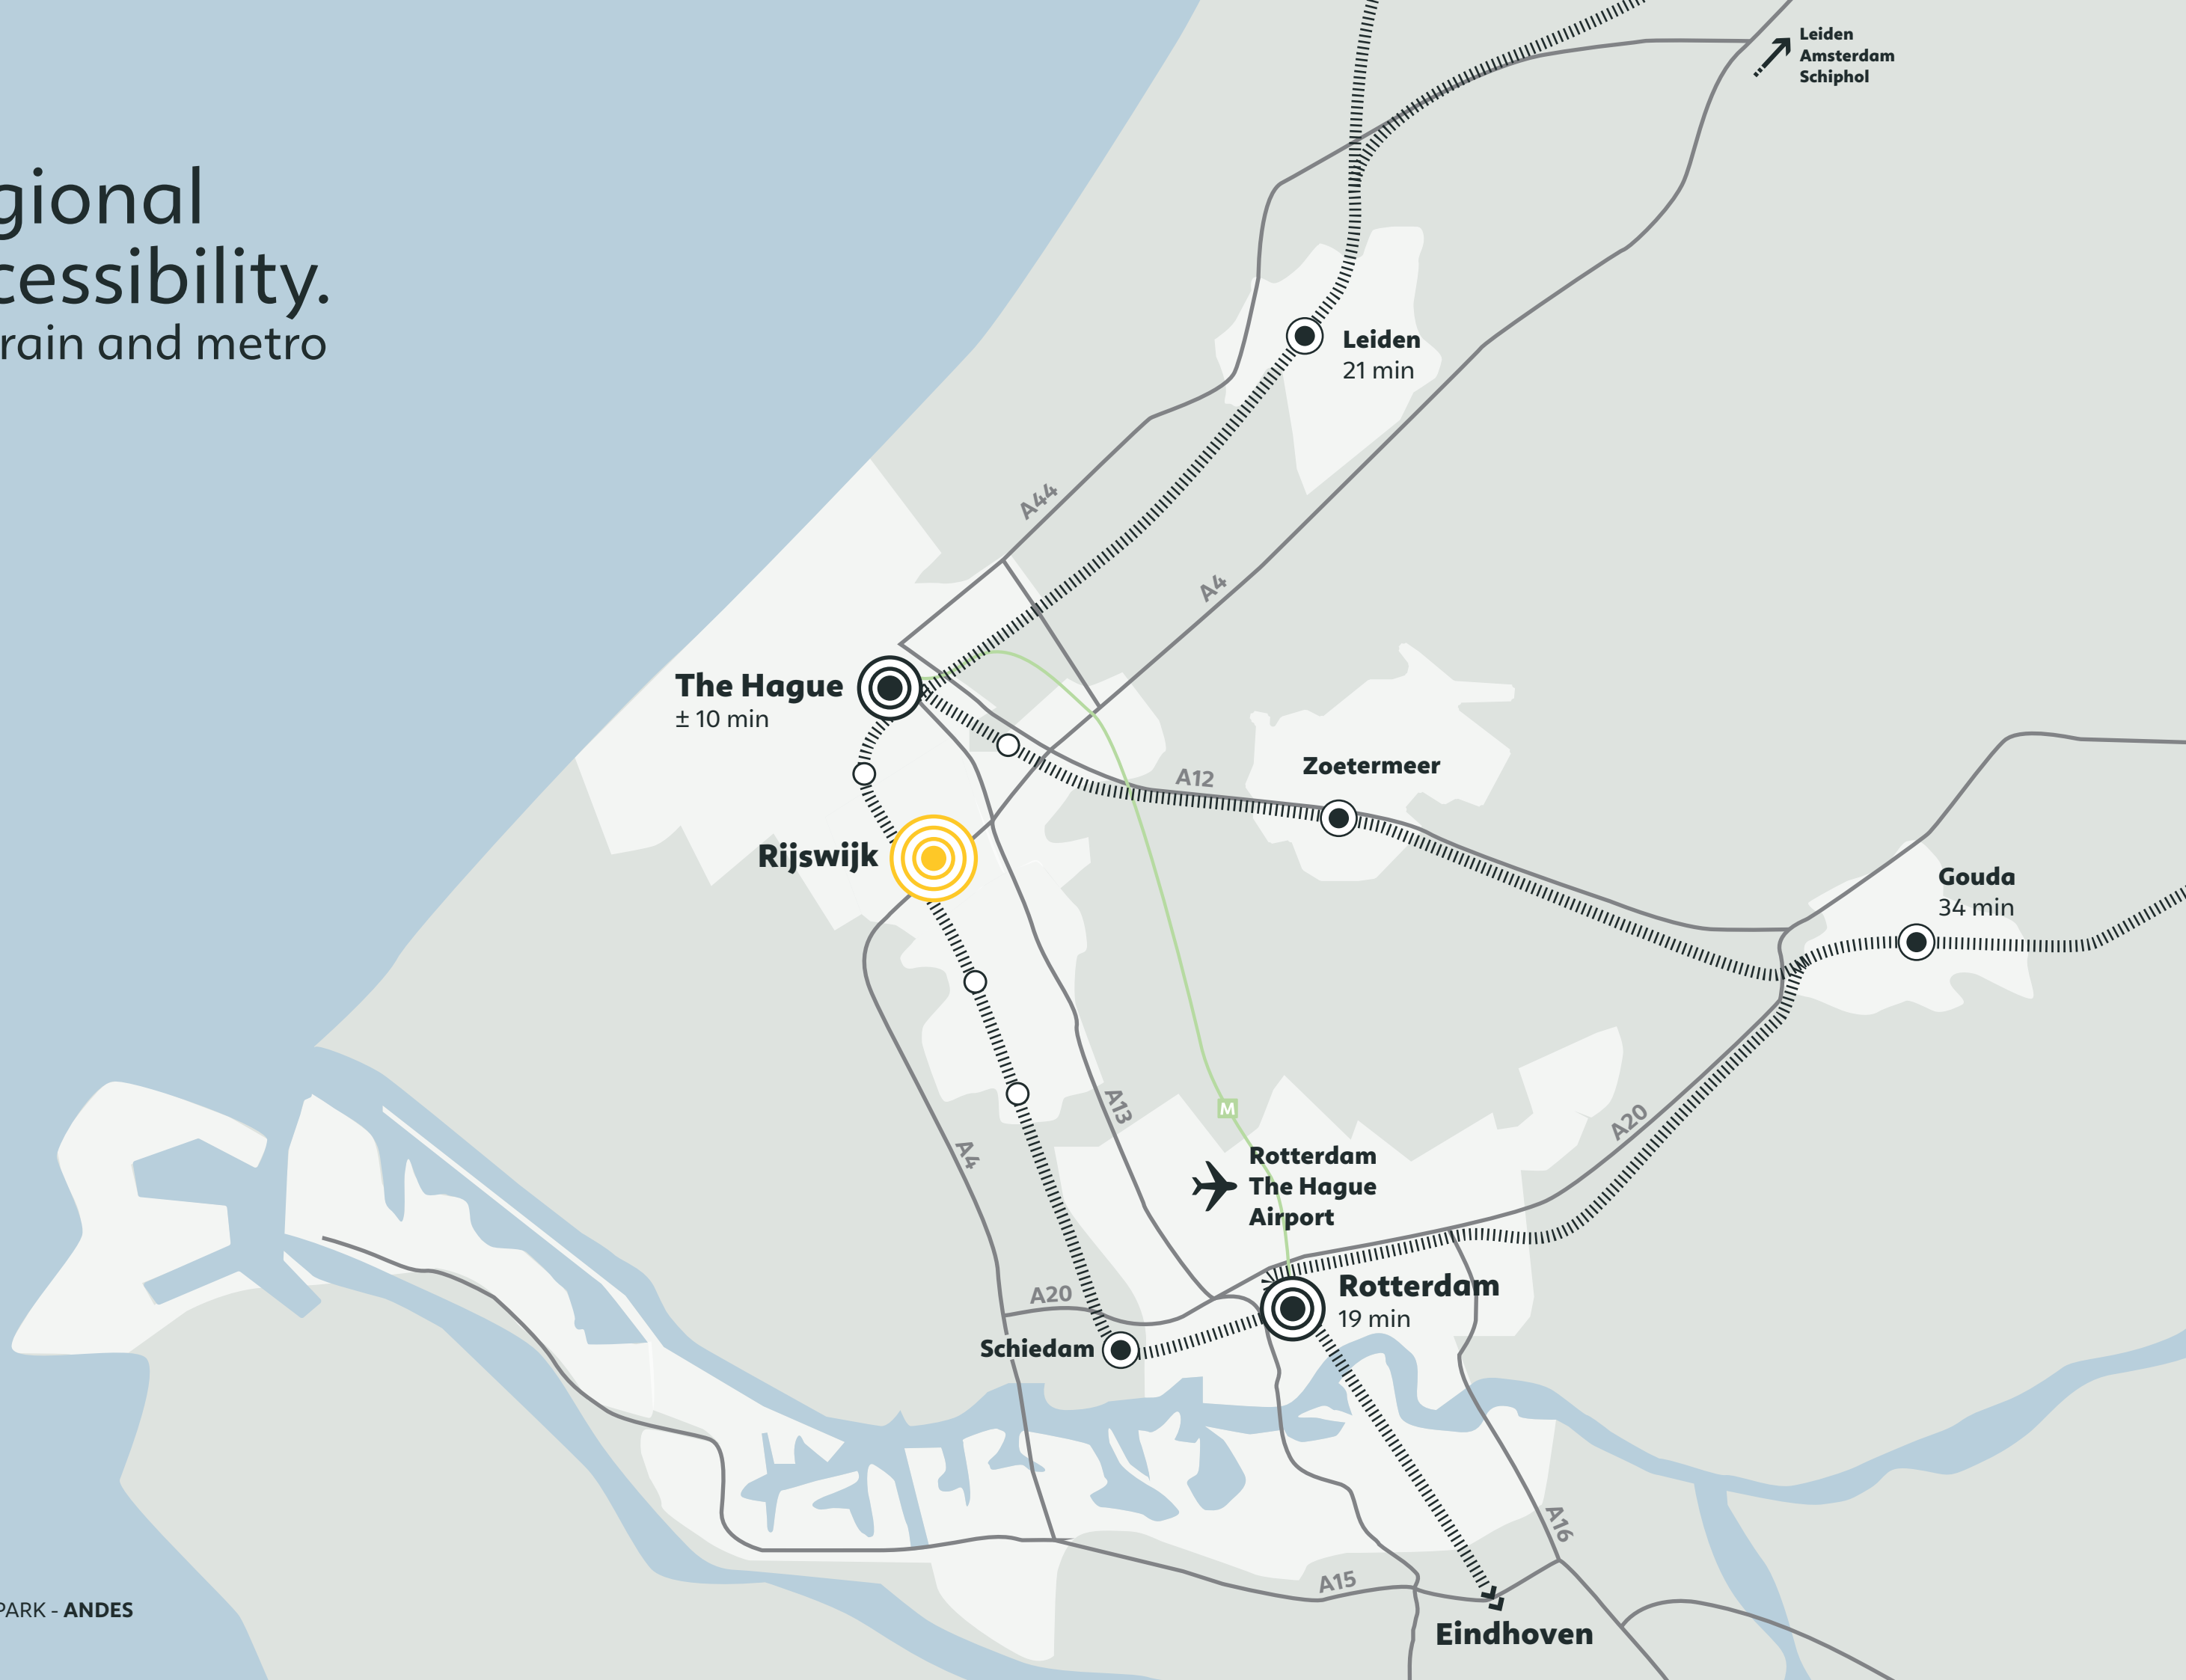 gional
cessibility.
rain and metro
Leiden
Amsterdam
Schiphol
Leiden
21 min
A44
A4
The Hague
± 10 min
Zoetermeer
A12
Rijswijk
Gouda
34 min
M
A13
A20
A4
Rotterdam
The Hague
Airport
A20
Rotterdam
19 min
Schiedam
A16
A15
PARK - ANDES
Eindhoven